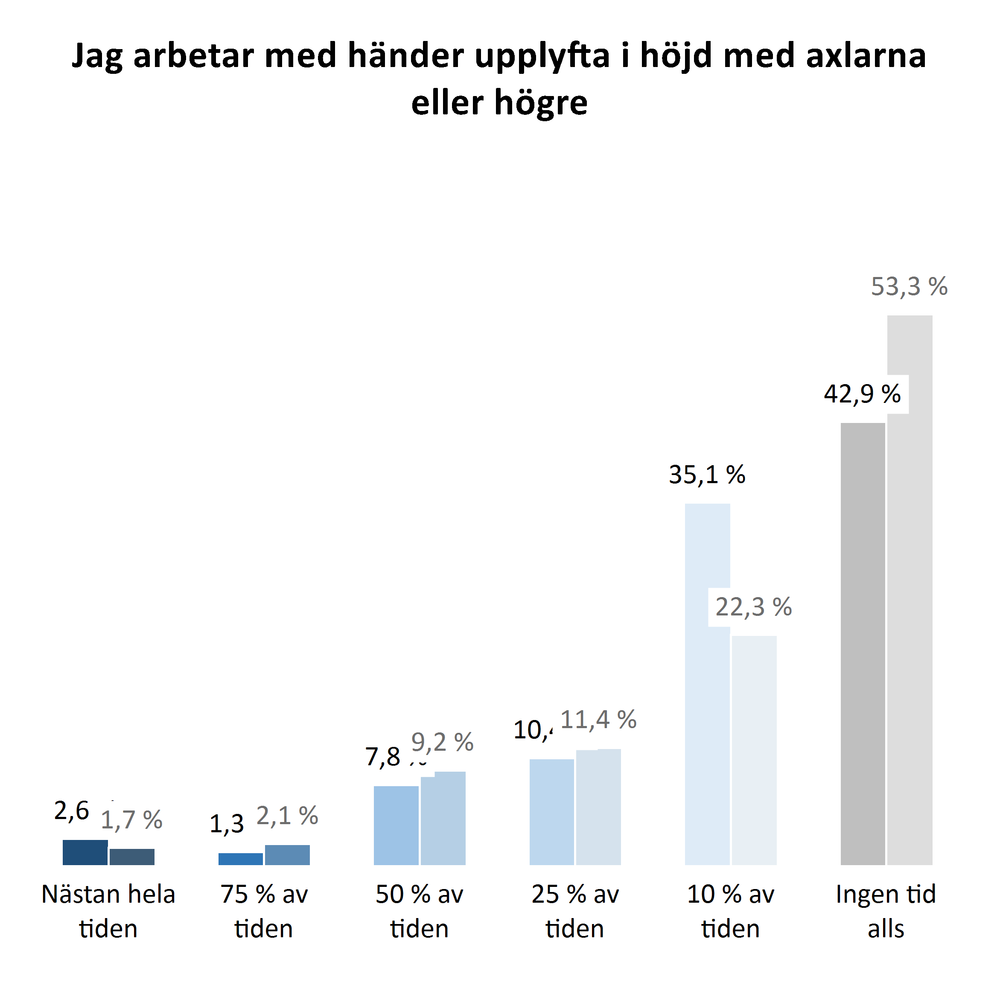 Jag arbetar med händer upplyfta i höjd med axlarna
eller högre
53,3 %
42,9 %
35,1 %
22,3 %
11,4 %
10,4
9,2 %
7,8 %
2,6
1,7 %
1,3
2,1 %
Nästan hela
tiden
75 % av
tiden
50 % av
tiden
25 % av
tiden
10 % av
tiden
Ingen tid
alls